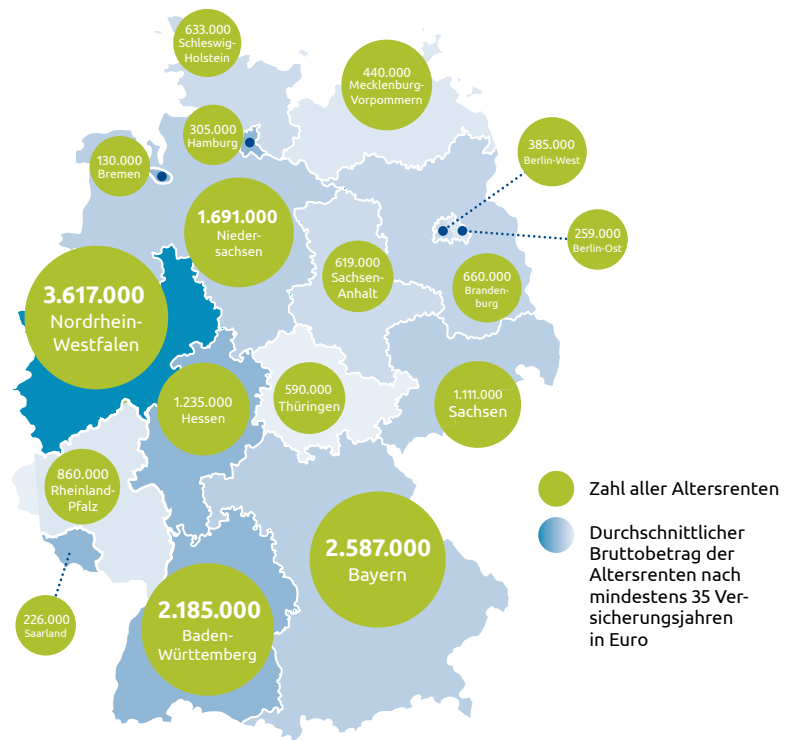 633.000
Schleswig-
Holstein
440.000
Mecklenburg-
Vorpommern
305.000
Hamburg
130.000
Bremen
385.000
Berlin-West
1.691.000
Nieder-
sachsen
259.000
Berlin-Ost
619.000
Sachsen-
Anhalt
660.000
Branden-
burg
3.617.000
Nordrhein-
Westfalen
1.235.000
Hessen
590.000
Thüringen
1.111.000
Sachsen
860.000
Rheinland-
Pfalz
2.587.000
Bayern
2.185.000
Baden-
Württemberg
226.000
Saarland
Zahl aller Altersrenten
Durchschnittlicher
Bruttobetrag der
Altersrenten nach
mindestens 35 Ver-
sicherungsjahren
in Euro